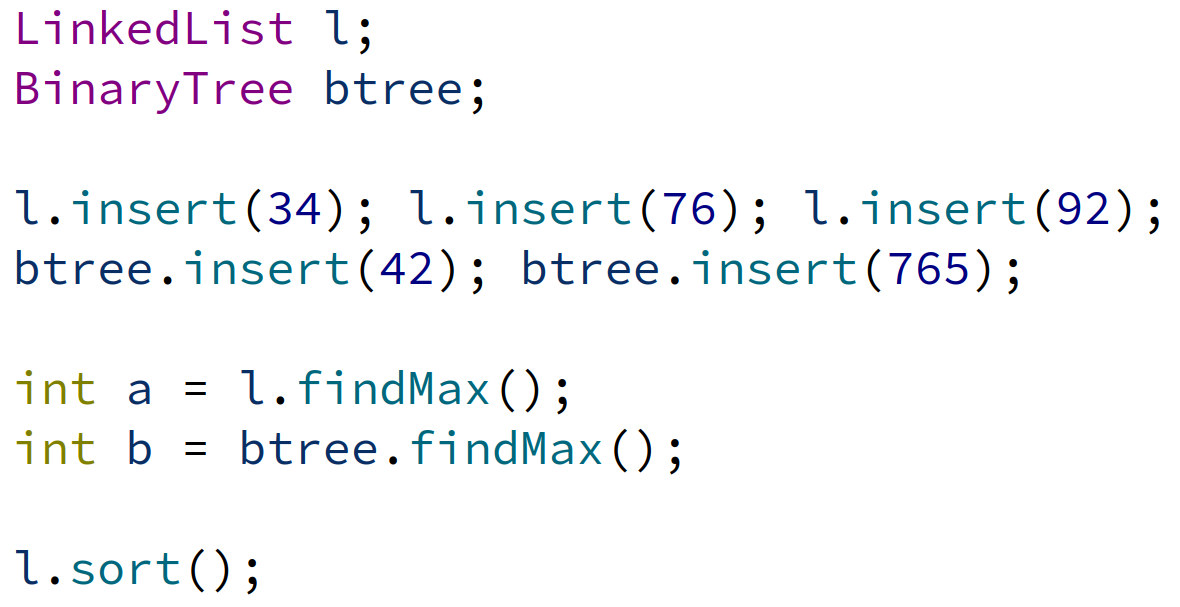 LinkedList l;
BinaryTree btree;
l.insert(34); l.insert(76); l.insert(92);
btree.insert(42); btree.insert(765);
int a = l.findMax();
int b = btree.findMax();
l.sort();